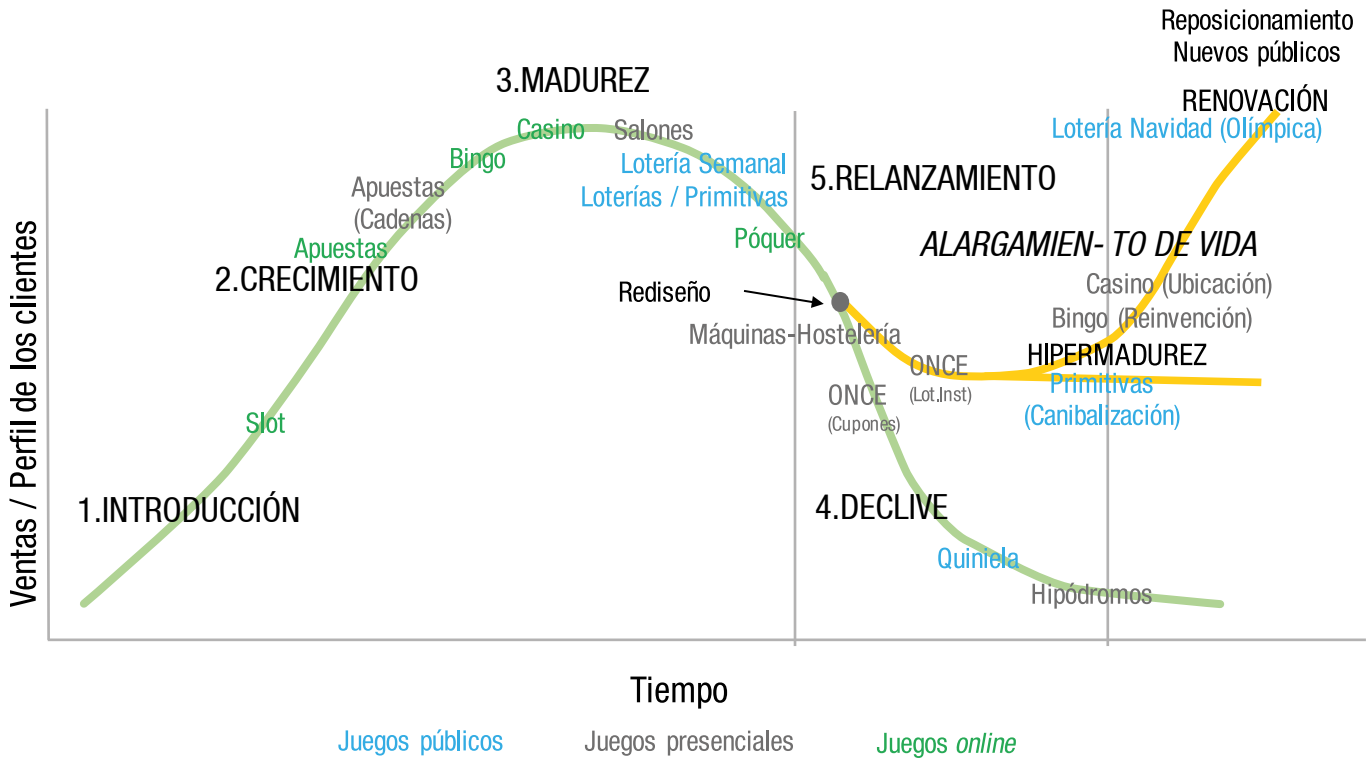 Reposicionamiento
Nuevos públicos
RENOVACIÓN
Lotería Navidad (Olímpica)
3.MADUREZ
Casino
Salones
Bingo
Lotería Semanal
Loterías / Primitivas
Apuestas
(Cadenas)
5.RELANZAMIENTO
Póquer
Apuestas
ALARGAMIEN- TO DE VIDA
2.CRECIMIENTO
Casino (Ubicación)
Bingo (Reinvención)
Rediseño
Máquinas-Hostelería
HIPERMADUREZ
ONCE
(Lot.Inst)
Primitivas
(Canibalización)
ONCE
(Cupones)
Slot
1.INTRODUCCIÓN
4.DECLIVE
Quiniela
Hipódromos
Ventas / Perfil de los clientes
Tiempo
Juegos públicos
Juegos presenciales
Juegos online